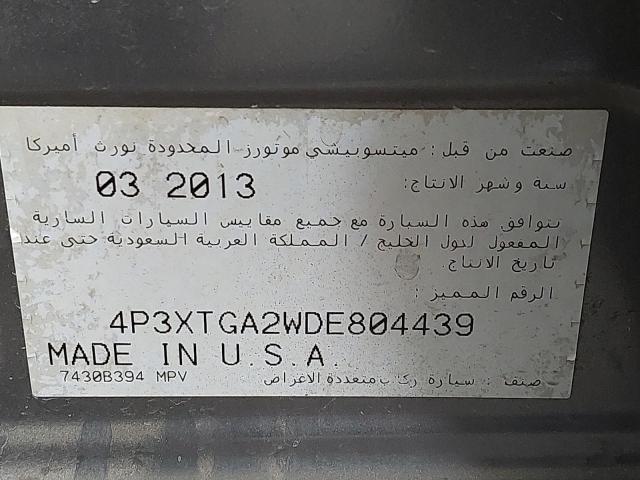 صنعت من قبل: ميتسوبيشي موتورز المحدودة نورث أميركا
سنة وشهر الانتاج: 03 2013
تتوافق هذه السيارة مع جميع مقاييس السيارات السارية
المفعول لدول الخليج / المملكة العربية السعودية حتى عند
تاريخ الانتاج.
الرقم المميز:
4P3XTGA2WDE804439
MADE IN U.S.A.
7430B394 MPV صنف: سيارة ركاب متعددة الاغراض